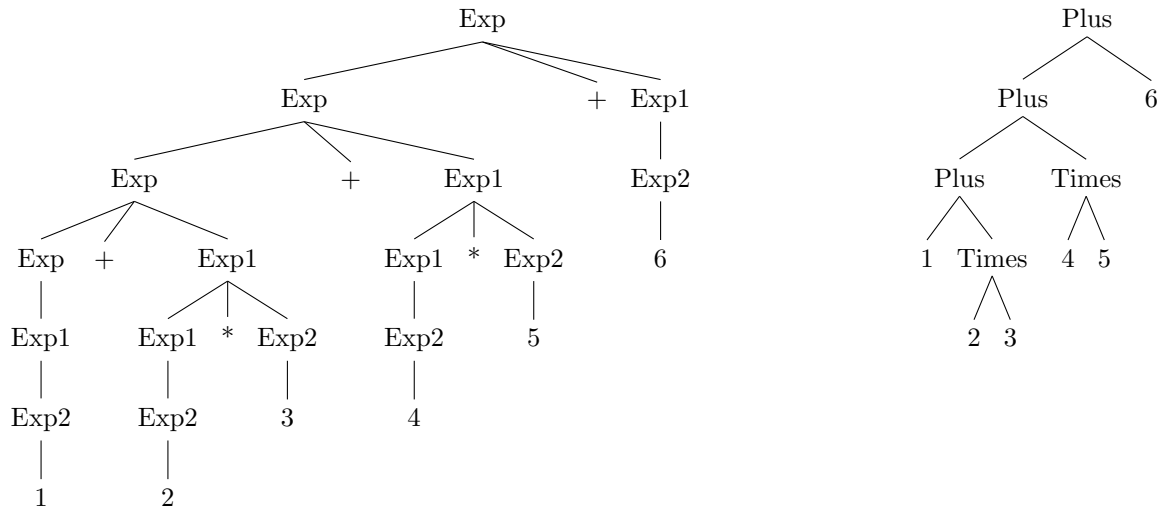 Exp Plus
Exp + Exp1 Plus 6
Exp + Exp1 Exp2 Plus Times
Exp + Exp1 Exp1 * Exp2 6 1 Times 4 5
Exp1 Exp1 * Exp2 Exp2 5 2 3
Exp2 Exp2 3 4
1 2